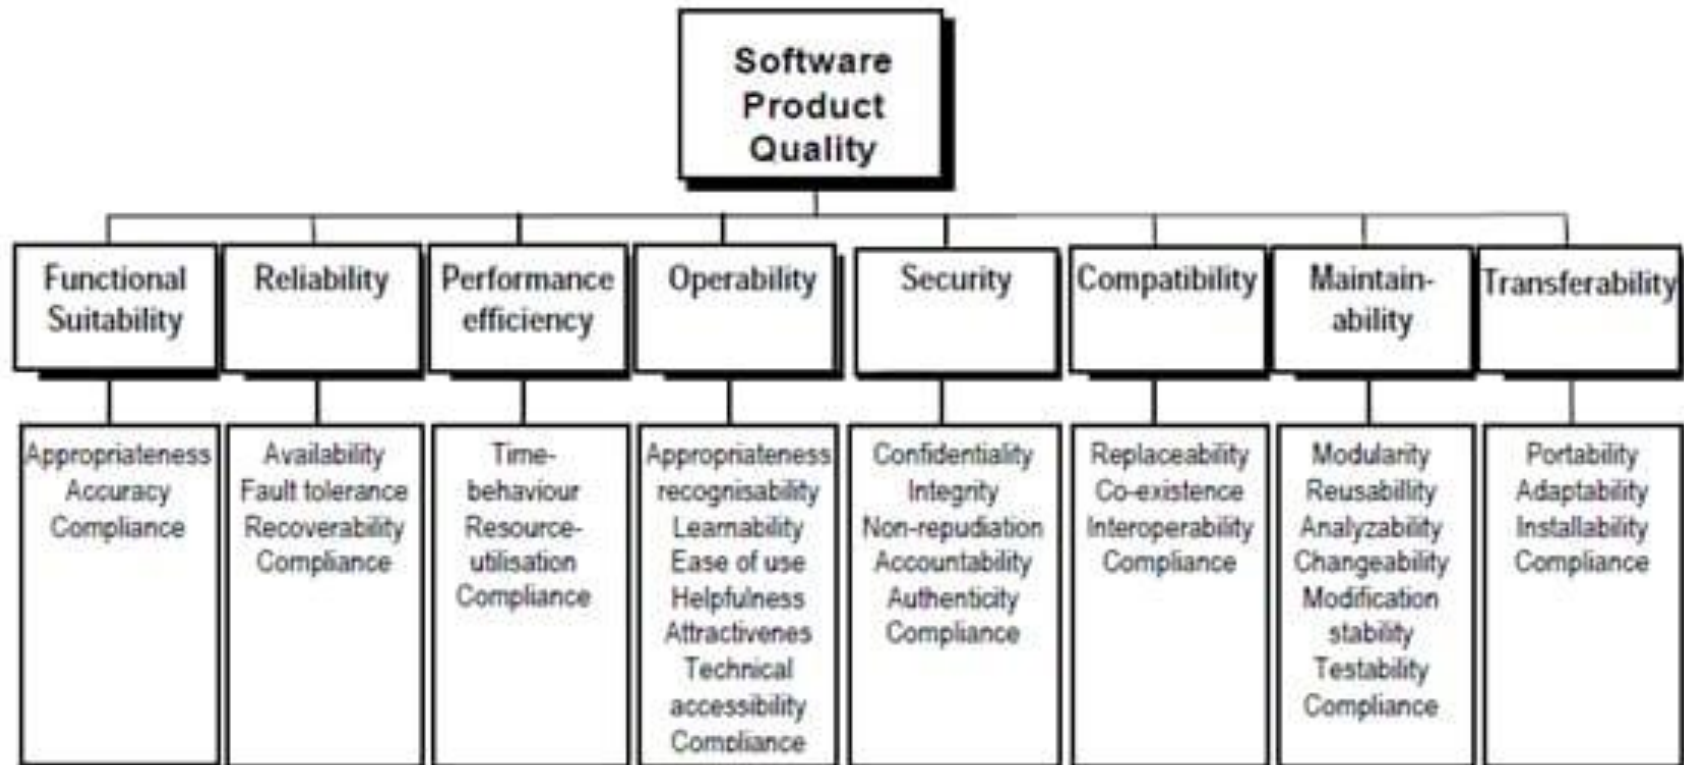 Software
Product
Quality
Functional
Suitability
Reliability
Performance
efficiency
Operability
Security
Compatibility
Maintain-
ability
Transferability
Appropriateness
Accuracy
Compliance
Availability
Fault tolerance
Recoverability
Compliance
Time-
behaviour
Resource-
utilisation
Compliance
Appropriateness
recognisability
Learnability
Ease of use
Helpfulness
Attractivenes
Technical
accessibility
Compliance
Confidentiality
Integrity
Non-repudiation
Accountability
Authenticity
Compliance
Replaceability
Co-existence
Interoperability
Compliance
Modularity
Reusabillity
Analyzability
Changeability
Modification
stability
Testability
Compliance
Portability
Adaptability
Installability
Compliance